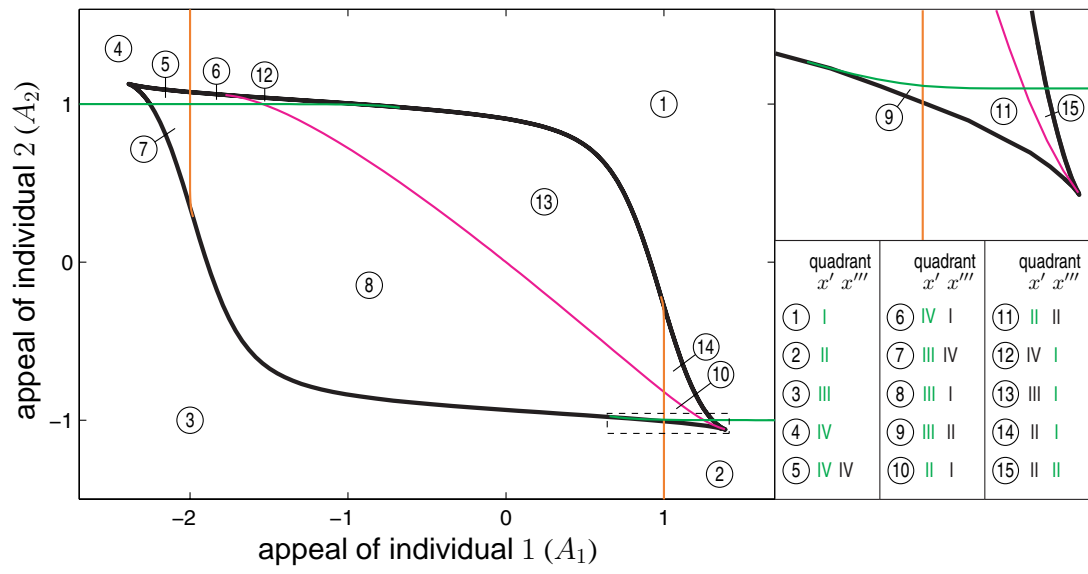 appeal of individual 2 (A₂)
1
0
−1
④
⑤
⑥
⑫
①
⑦
⑬
⑧
⑭
⑩
③
②
−2
−1
0
1
appeal of individual 1 (A₁)
⑨
⑪
⑮
quadrant
x′ x‴
① I
② II
③ III
④ IV
⑤ IV IV
quadrant
x′ x‴
⑥ IV I
⑦ III IV
⑧ III I
⑨ III II
⑩ II I
quadrant
x′ x‴
⑪ II II
⑫ IV I
⑬ III I
⑭ II I
⑮ II II